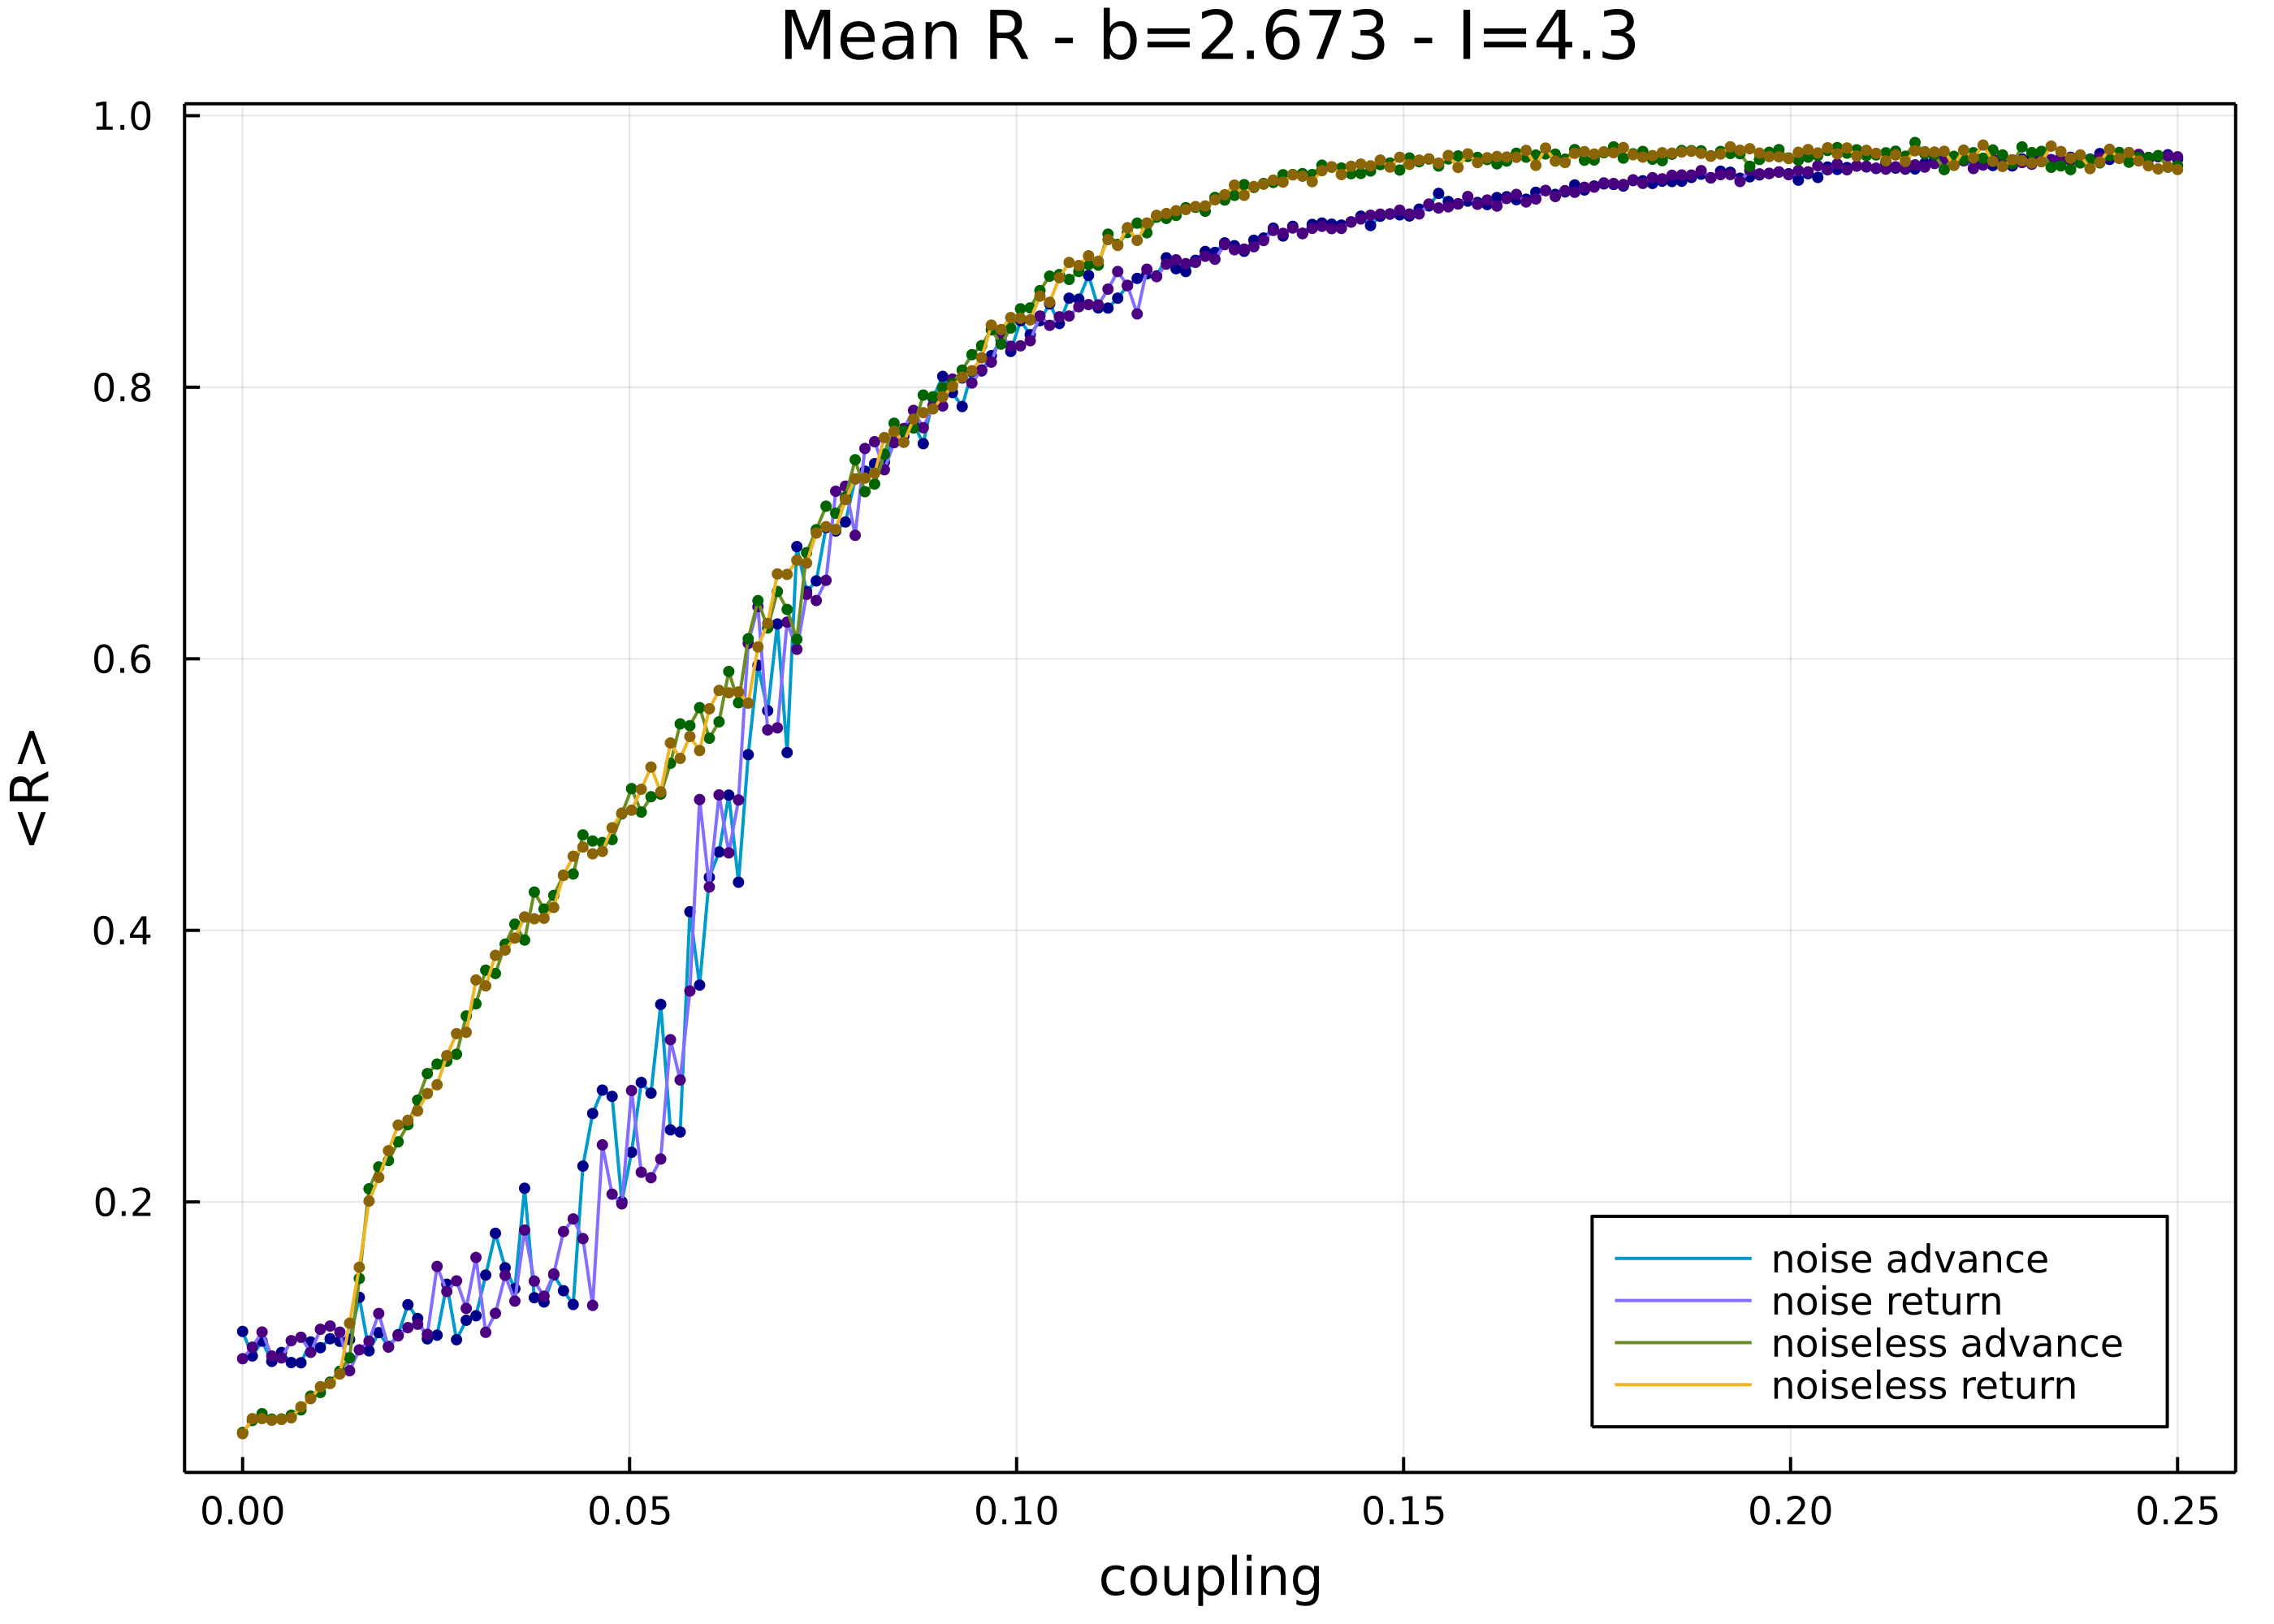 Mean R - b=2.673 - I=4.3
1.0
0.8
0.6
0.4
0.2
<R>
0.00 0.05 0.10 0.15 0.20 0.25
coupling
noise advance
noise return
noiseless advance
noiseless return